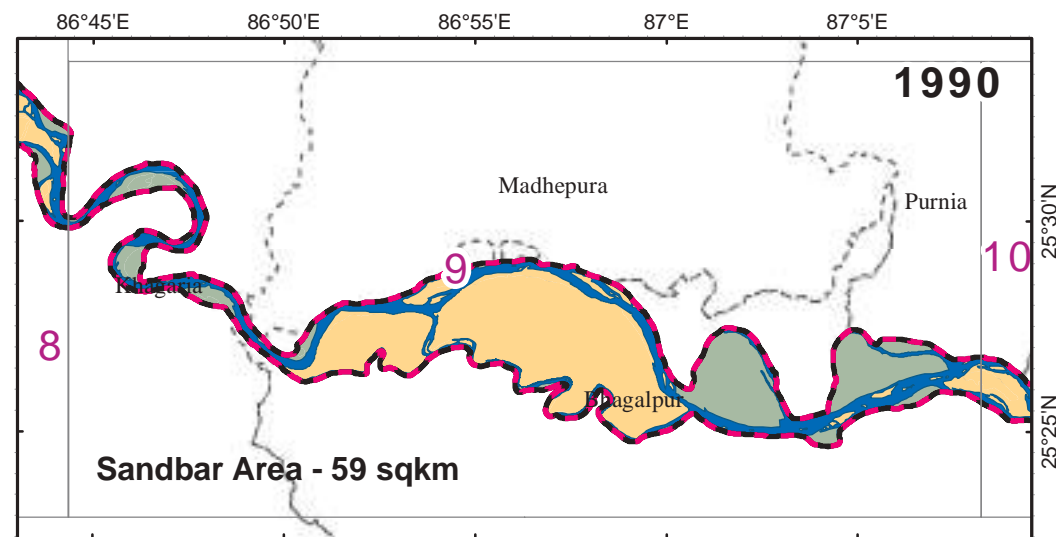 86°45'E 86°50'E 86°55'E 87°0'E 87°5'E
1990
Madhepura
Purnia
25°30'N
9
10
Khagaria
8
Bhagalpur
25°25'N
Sandbar Area - 59 sqkm